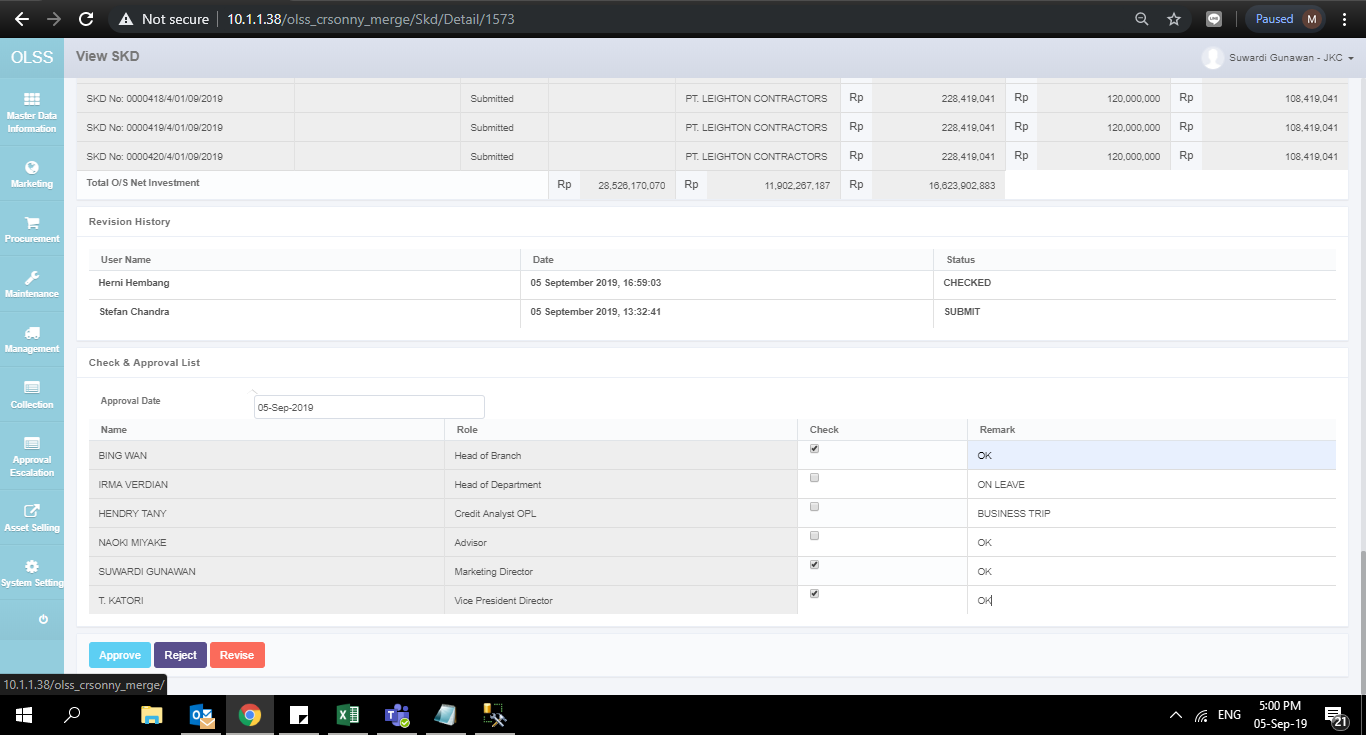 Not secure
10.1.1.38/olss_crsonny_merge/Skd/Detail/1573
Paused M
OLSS
View SKD
Suwardi Gunawan - JKC
Master Data Information
Marketing
Procurement
Maintenance
Management
Collection
Approval Escalation
Asset Selling
System Setting
SKD No: 0000418/4/01/09/2019 Submitted PT. LEIGHTON CONTRACTORS Rp 228,419,041 Rp 120,000,000 Rp 108,419,041
SKD No: 0000419/4/01/09/2019 Submitted PT. LEIGHTON CONTRACTORS Rp 228,419,041 Rp 120,000,000 Rp 108,419,041
SKD No: 0000420/4/01/09/2019 Submitted PT. LEIGHTON CONTRACTORS Rp 228,419,041 Rp 120,000,000 Rp 108,419,041
Total O/S Net Investment Rp 28,526,170,070 Rp 11,902,267,187 Rp 16,623,902,883
Revision History
User Name Date Status
Herni Hembang 05 September 2019, 16:59:03 CHECKED
Stefan Chandra 05 September 2019, 13:32:41 SUBMIT
Check & Approval List
Approval Date 05-Sep-2019
Name Role Check Remark
BING WAN Head of Branch OK
IRMA VERDIAN Head of Department ON LEAVE
HENDRY TANY Credit Analyst OPL BUSINESS TRIP
NAOKI MIYAKE Advisor OK
SUWARDI GUNAWAN Marketing Director OK
T. KATORI Vice President Director OK
Approve Reject Revise
10.1.1.38/olss_crsonny_merge/
ENG
5:00 PM
05-Sep-19
21